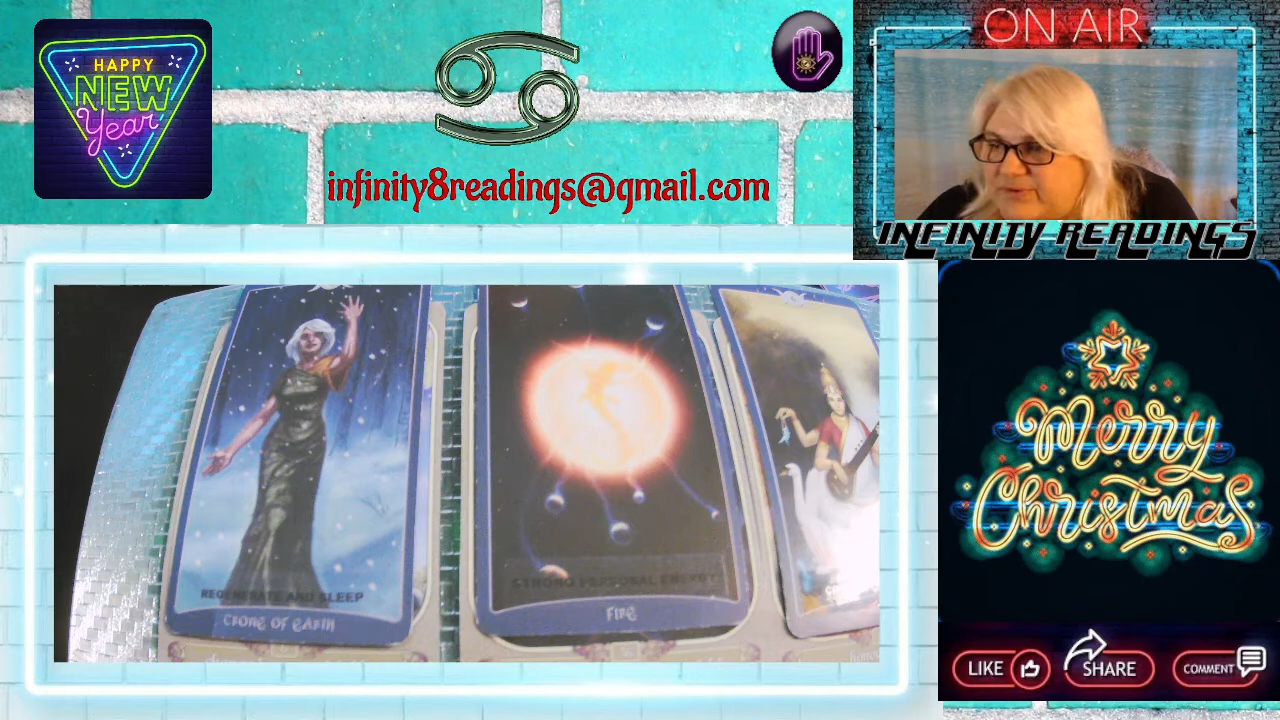 HAPPY
NEW
Year
infinity8readings@gmail.com
ON AIR
INFINITY READINGS
REGENERATE AND SLEEP
CRONE OF EARTH
STRONG PERSONAL ENERGY
FIRE
Merry
Christmas
LIKE
SHARE
COMMENT